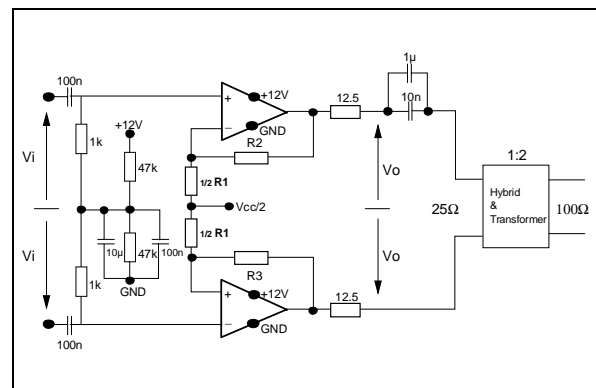 1µ
100n
+12V
12.5
10n
+
−
GND
+12V
R2
1k
1:2
Vi
47k
1/2 R1
Vo
Vcc/2
25Ω
Hybrid
&
Transformer
100Ω
1/2 R1
Vi
10µ
47k
100n
Vo
R3
1k
GND
+12V
+
−
GND
12.5
100n